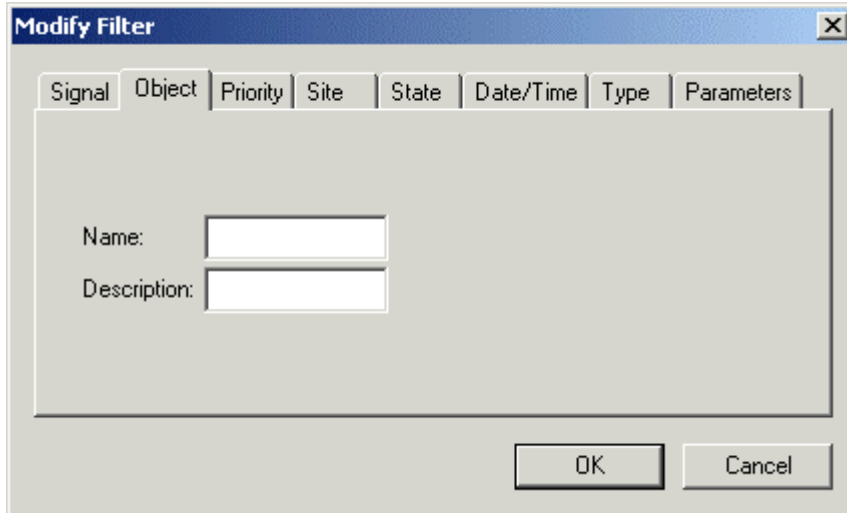 Modify Filter
Signal Object Priority Site State Date/Time Type Parameters
Name:
Description:
OK Cancel